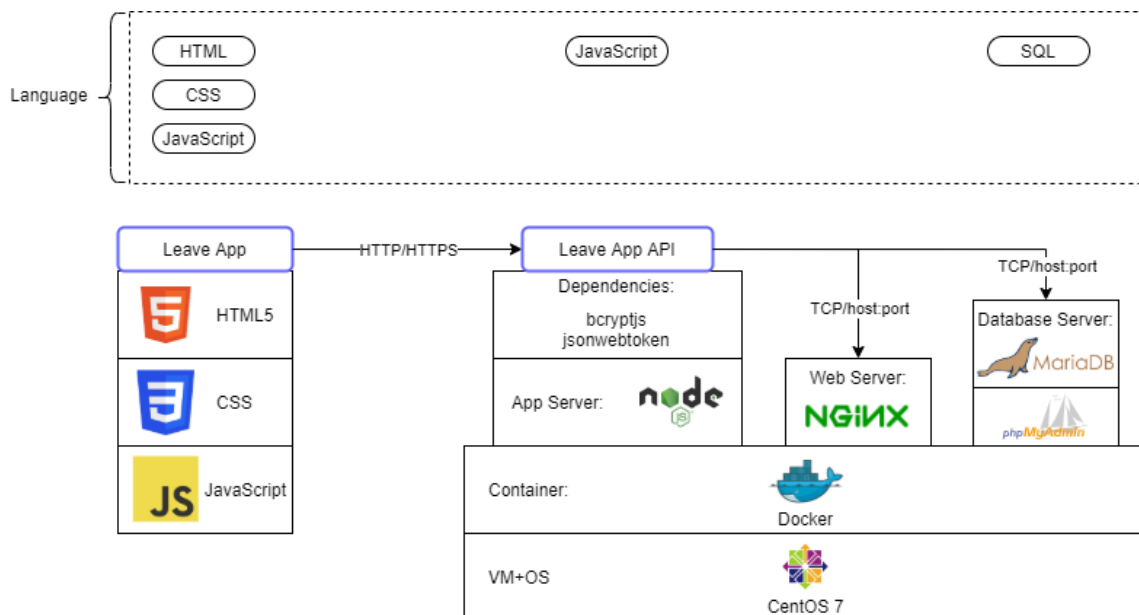 HTML
JavaScript
SQL
Language
CSS
JavaScript
Leave App
HTTP/HTTPS
Leave App API
TCP/host:port
Dependencies:
bcryptjs
jsonwebtoken
TCP/host:port
HTML5
Database Server:
MariaDB
CSS
App Server:
node
JS
Web Server:
NGINX
phpMyAdmin
JS
JavaScript
Container:
Docker
VM+OS
CentOS 7